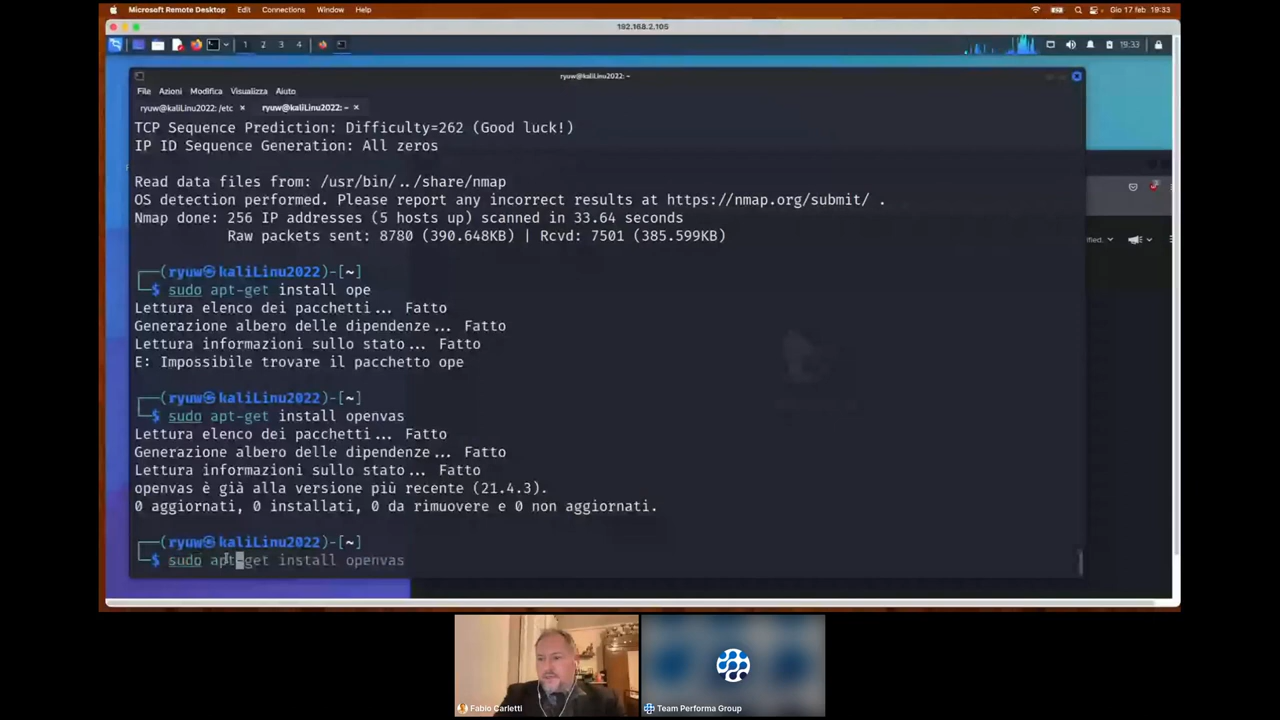 Microsoft Remote Desktop Edit Connections Window Help Gio 17 feb 19:33
192.168.2.105
1 2 3 4 19:33
ryuw@kaliLinu2022: ~
File Azioni Modifica Visualizza Aiuto
ryuw@kaliLinu2022: /etc × ryuw@kaliLinu2022: ~ ×
TCP Sequence Prediction: Difficulty=262 (Good luck!)
IP ID Sequence Generation: All zeros
Read data files from: /usr/bin/../share/nmap
OS detection performed. Please report any incorrect results at https://nmap.org/submit/ .
Nmap done: 256 IP addresses (5 hosts up) scanned in 33.64 seconds
Raw packets sent: 8780 (390.648KB) | Rcvd: 7501 (385.599KB)
┌──(ryuw㉿kaliLinu2022)-[~]
└─$ sudo apt-get install ope
Lettura elenco dei pacchetti... Fatto
Generazione albero delle dipendenze... Fatto
Lettura informazioni sullo stato... Fatto
E: Impossibile trovare il pacchetto ope
┌──(ryuw㉿kaliLinu2022)-[~]
└─$ sudo apt-get install openvas
Lettura elenco dei pacchetti... Fatto
Generazione albero delle dipendenze... Fatto
Lettura informazioni sullo stato... Fatto
openvas è già alla versione più recente (21.4.3).
0 aggiornati, 0 installati, 0 da rimuovere e 0 non aggiornati.
┌──(ryuw㉿kaliLinu2022)-[~]
└─$ sudo apt-get install openvas
Fabio Carletti Team Performa Group